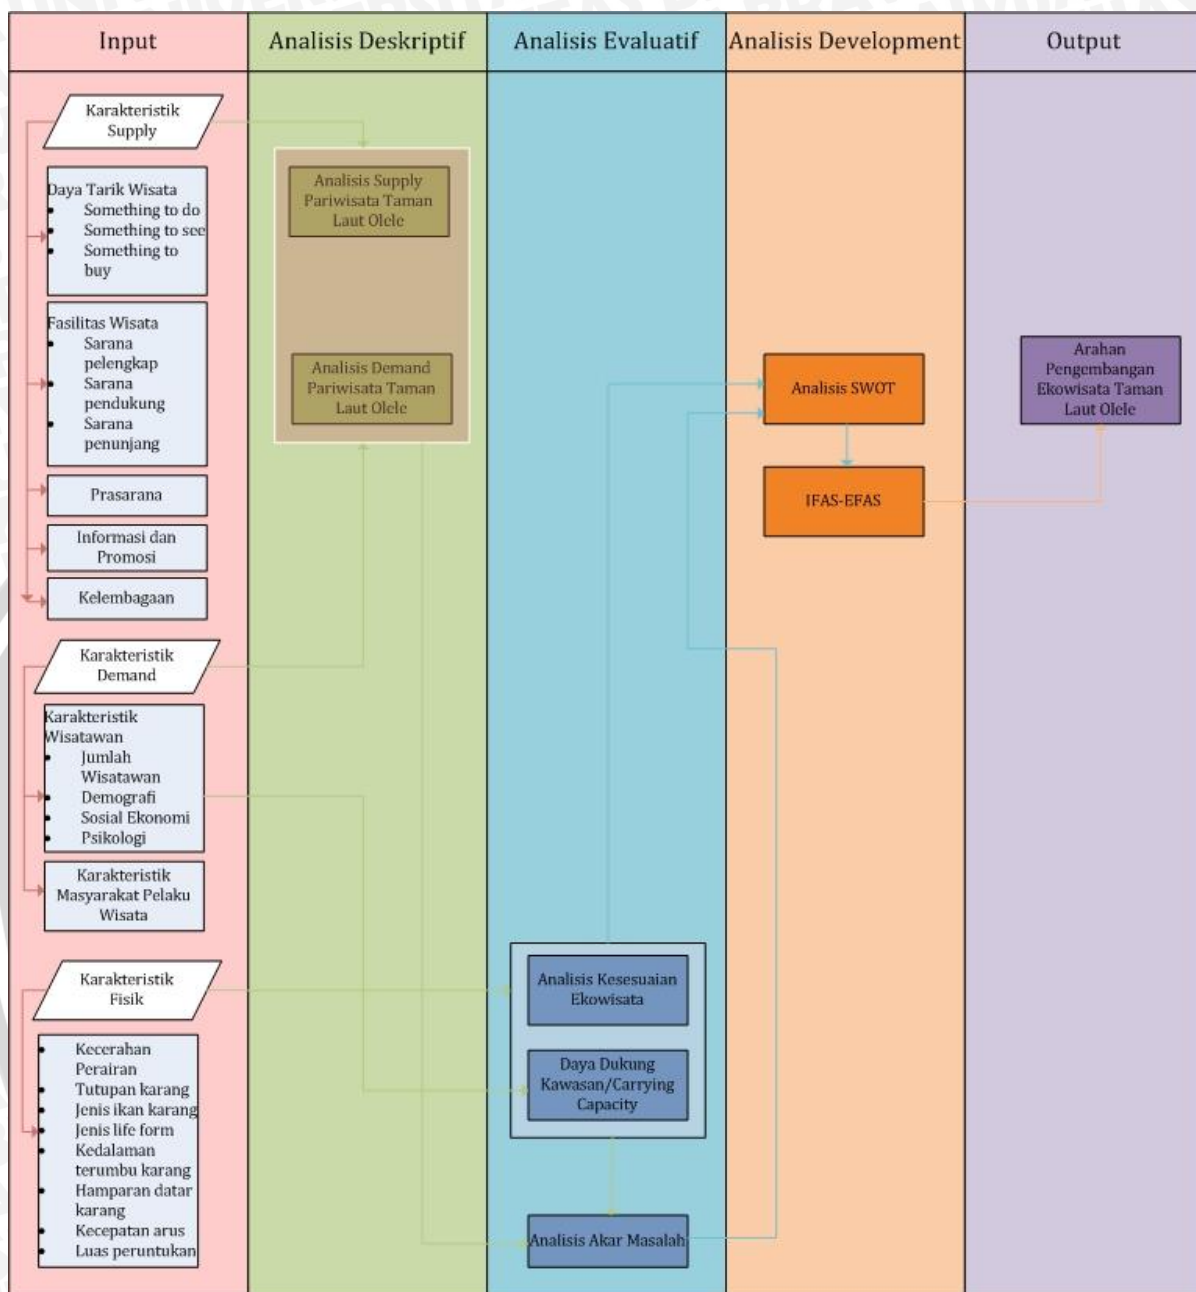 Input
Analisis Deskriptif
Analisis Evaluatif
Analisis Development
Output
Karakteristik
Supply
Daya Tarik Wisata
• Something to do
• Something to see
• Something to
buy
Fasilitas Wisata
• Sarana
pelengkap
• Sarana
pendukung
• Sarana
penunjang
Prasarana
Informasi dan
Promosi
Kelembagaan
Karakteristik
Demand
Karakteristik
Wisatawan
• Jumlah
Wisatawan
• Demografi
• Sosial Ekonomi
• Psikologi
Karakteristik
Masyarakat Pelaku
Wisata
Karakteristik
Fisik
• Kecerahan
Perairan
• Tutupan karang
• Jenis ikan karang
• Jenis life form
• Kedalaman
terumbu karang
• Hamparan datar
karang
• Kecepatan arus
• Luas peruntukan
Analisis Supply
Pariwisata Taman
Laut Olele
Analisis Demand
Pariwisata Taman
Laut Olele
Analisis Kesesuaian
Ekowisata
Daya Dukung
Kawasan/Carrying
Capacity
Analisis Akar Masalah
Analisis SWOT
IFAS-EFAS
Arahan
Pengembangan
Ekowisata Taman
Laut Olele